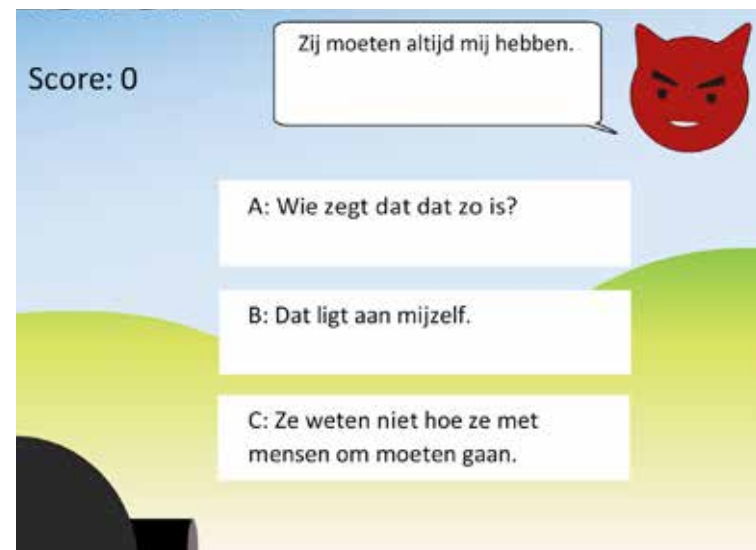 Score: 0
Zij moeten altijd mij hebben.
A: Wie zegt dat dat zo is?
B: Dat ligt aan mijzelf.
C: Ze weten niet hoe ze met
mensen om moeten gaan.